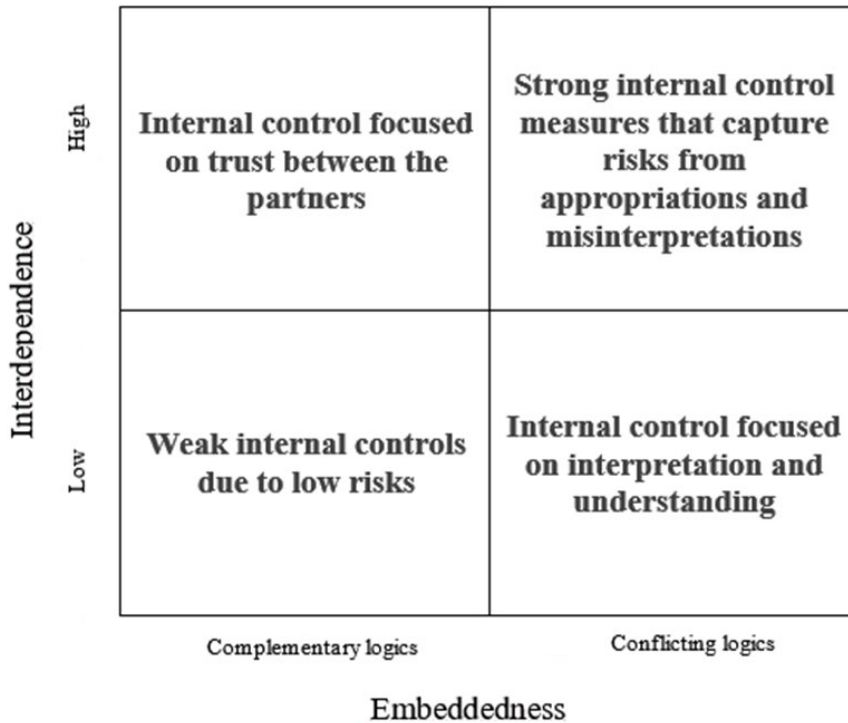 Interdependence
High
Internal control focused
on trust between the
partners
Strong internal control
measures that capture
risks from
appropriations and
misinterpretations
Low
Weak internal controls
due to low risks
Internal control focused
on interpretation and
understanding
Complementary logics
Conflicting logics
Embeddedness